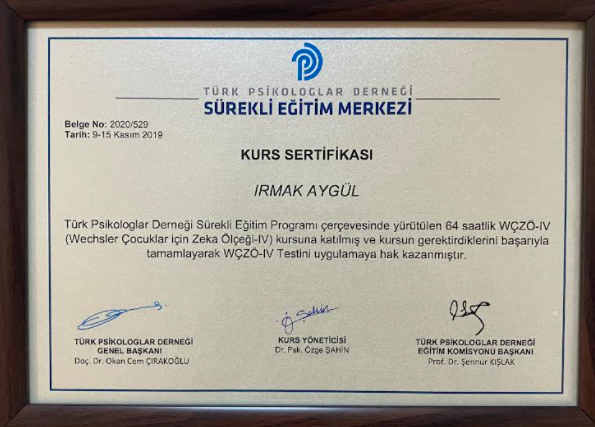 TÜRK PSİKOLOGLAR DERNEĞİ
SÜREKLİ EĞİTİM MERKEZİ
Belge No: 2020/529
Tarih: 9-15 Kasım 2019
KURS SERTİFİKASI
IRMAK AYGÜL
Türk Psikologlar Derneği Sürekli Eğitim Programı çerçevesinde yürütülen 64 saatlik WÇZÖ-IV
(Wechsler Çocuklar için Zeka Ölçeği-IV) kursuna katılmış ve kursun gerektirdiklerini başarıyla
tamamlayarak WÇZÖ-IV Testini uygulamaya hak kazanmıştır.
Ö. Şahin
TÜRK PSİKOLOGLAR DERNEĞİ
GENEL BAŞKANI
Doç. Dr. Okan Cem ÇIRAKOĞLU
KURS YÖNETİCİSİ
Dr. Psk. Özge ŞAHİN
TÜRK PSİKOLOGLAR DERNEĞİ
EĞİTİM KOMİSYONU BAŞKANI
Prof. Dr. Şennur KIŞLAK